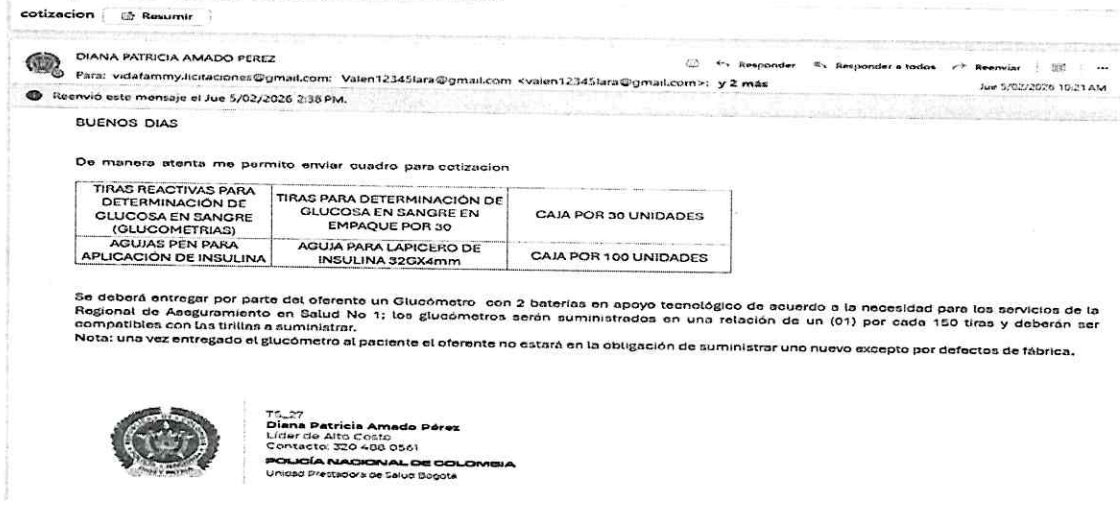 cotizacion Resumir
DIANA PATRICIA AMADO PEREZ
Responder Responder a todos Reenviar ...
Para: vidafammy.licitaciones@gmail.com; Valen12345lara@gmail.com <valen12345lara@gmail.com>; y 2 más
Jue 5/02/2026 10:21 AM
Reenvió este mensaje el Jue 5/02/2026 2:38 PM.
BUENOS DIAS
De manera atenta me permito enviar cuadro para cotizacion
TIRAS REACTIVAS PARA
DETERMINACIÓN DE
GLUCOSA EN SANGRE
(GLUCOMETRIAS)
TIRAS PARA DETERMINACIÓN DE
GLUCOSA EN SANGRE EN
EMPAQUE POR 30
CAJA POR 30 UNIDADES
AGUJAS PEN PARA
APLICACIÓN DE INSULINA
AGUJA PARA LAPICERO DE
INSULINA 32GX4mm
CAJA POR 100 UNIDADES
Se deberá entregar por parte del oferente un Glucómetro con 2 baterías en apoyo tecnológico de acuerdo a la necesidad para los servicios de la
Regional de Aseguramiento en Salud No 1; los glucómetros serán suministrados en una relación de un (01) por cada 150 tiras y deberán ser
compatibles con las tirillas a suministrar.
Nota: una vez entregado el glucómetro al paciente el oferente no estará en la obligación de suministrar uno nuevo excepto por defectos de fábrica.
TS_27
Diana Patricia Amado Pérez
Líder de Alto Costo
Contacto: 320 488 0561
POLICÍA NACIONAL DE COLOMBIA
Unidad Prestadora de Salud Bogotá